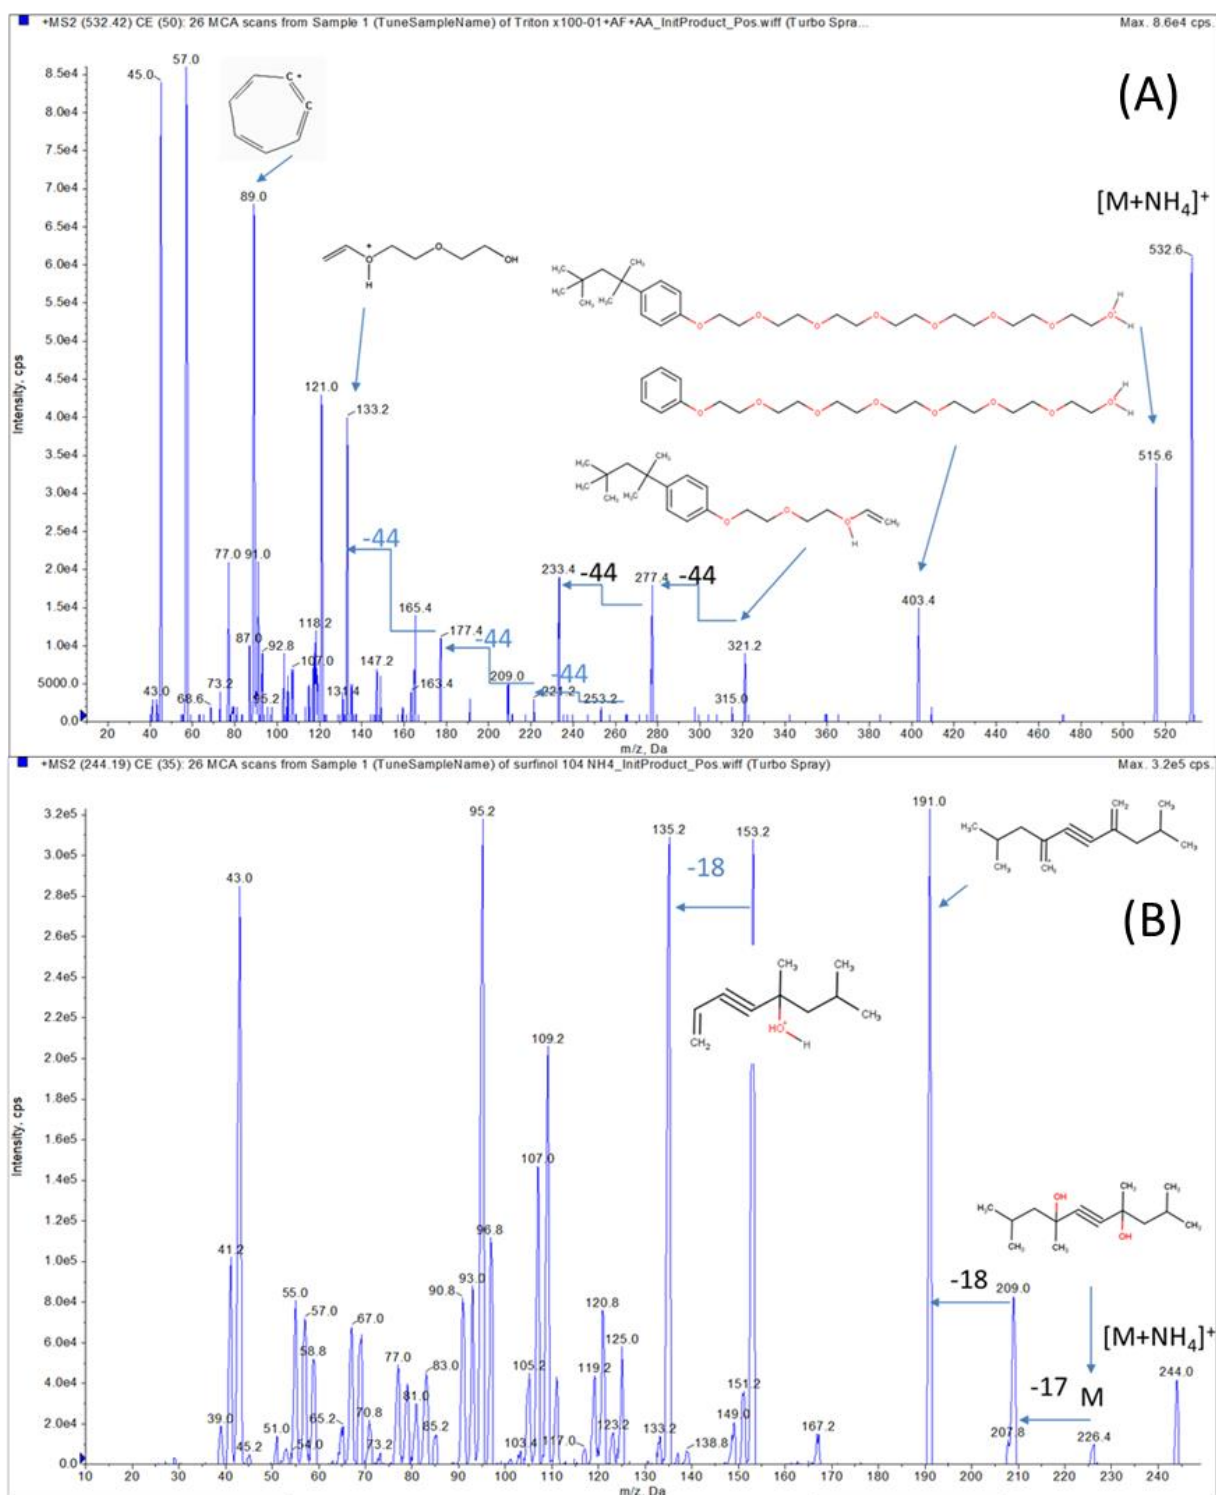 +MS2 (532.42) CE (50): 26 MCA scans from Sample 1 (TuneSampleName) of Triton x100-01+AF+AA_InitProduct_Pos.wiff (Turbo Spra... Max. 8.6e4 cps.
(A)
[M+NH4]+
Intensity, cps
8.5e4
8.0e4
7.5e4
7.0e4
6.5e4
6.0e4
5.5e4
5.0e4
4.5e4
4.0e4
3.5e4
3.0e4
2.5e4
2.0e4
1.5e4
1.0e4
5000.0
0.0
45.0
57.0
89.0
121.0
133.2
77.0
91.0
87.0
92.8
118.2
107.0
43.0
68.6
73.2
95.2
131.4
147.2
165.4
163.4
177.4
209.0
221.2
233.4
253.2
277.4
315.0
321.2
403.4
515.6
532.6
-44
-44
-44
-44
-44
20 40 60 80 100 120 140 160 180 200 220 240 260 280 300 320 340 360 380 400 420 440 460 480 500 520
m/z, Da
+MS2 (244.19) CE (35): 26 MCA scans from Sample 1 (TuneSampleName) of surfinol 104 NH4_InitProduct_Pos.wiff (Turbo Spray) Max. 3.2e5 cps.
(B)
Intensity, cps
3.2e5
3.0e5
2.8e5
2.6e5
2.4e5
2.2e5
2.0e5
1.8e5
1.6e5
1.4e5
1.2e5
1.0e5
8.0e4
6.0e4
4.0e4
2.0e4
0.0
39.0
41.2
43.0
45.2
51.0
54.0
55.0
57.0
58.8
65.2
67.0
70.8
73.2
77.0
81.0
83.0
85.2
90.8
93.0
95.2
96.8
103.4
105.2
107.0
109.2
117.0
119.2
120.8
123.2
125.0
133.2
135.2
138.8
149.0
151.2
153.2
167.2
191.0
207.8
209.0
226.4
244.0
-18
-18
-17
M
[M+NH4]+
10 20 30 40 50 60 70 80 90 100 110 120 130 140 150 160 170 180 190 200 210 220 230 240
m/z, Da